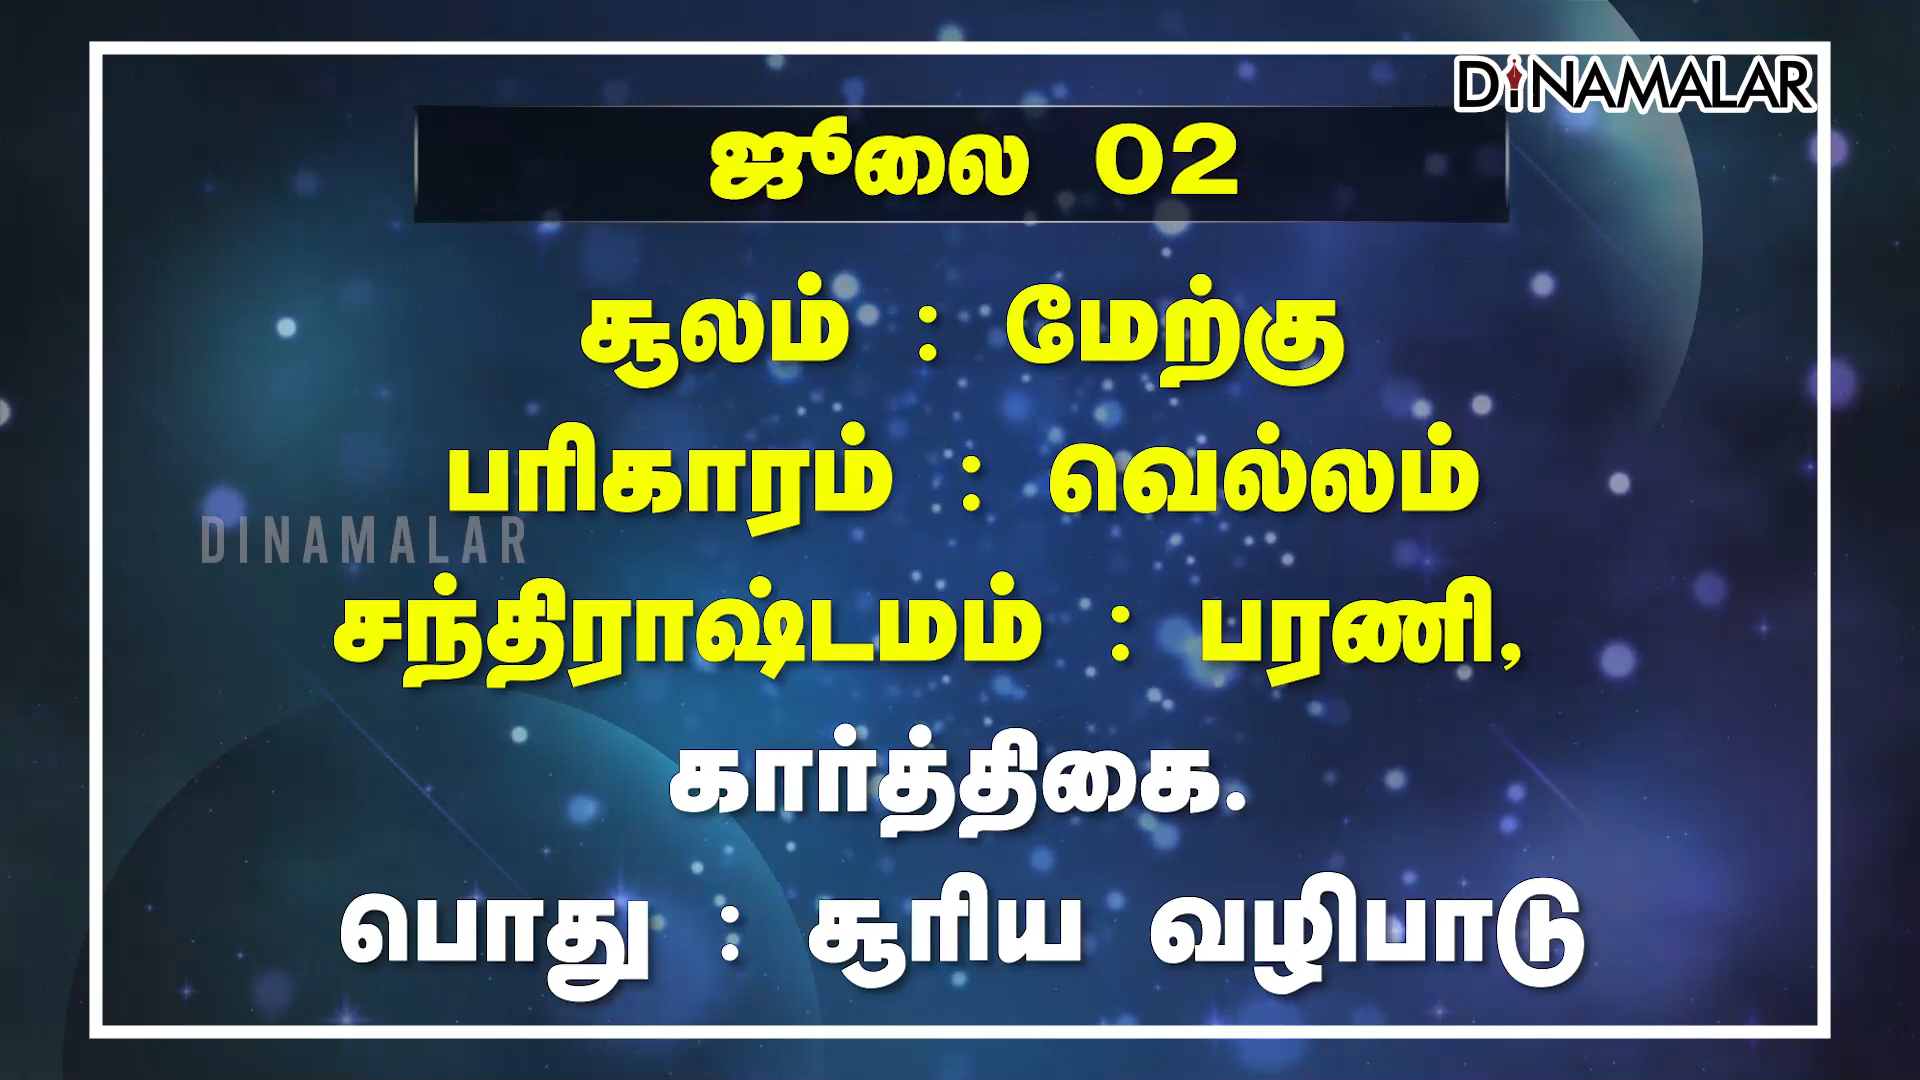 DINAMALAR
ஜூலை 02
சூலம் : மேற்கு
பரிகாரம் : வெல்லம்
DINAMALAR
சந்திராஷ்டமம் : பரணி,
கார்த்திகை.
பொது : சூரிய வழிபாடு